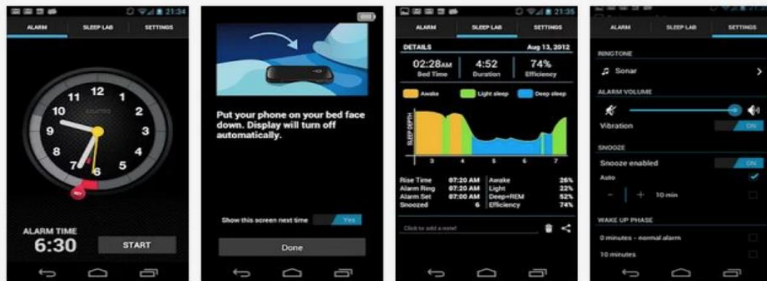 21:34
ALARM
SLEEP LAB
SETTINGS
12
1
2
3
4
5
6
7
8
9
10
11
ALARM TIME
6:30
START
Put your phone on your bed face
down. Display will turn off
automatically.
Show this screen next time
Yes
Done
21:35
ALARM
SLEEP LAB
SETTINGS
DETAILS
Aug 13, 2012
02:28AM
4:52
74%
Bed Time
Duration
Efficiency
Awake
Light sleep
Deep sleep
SLEEP DEPTH
3
4
5
6
7
Rise Time 07:20 AM Awake 26%
Alarm Ring 07:20 AM Light 22%
Alarm Set 07:00 AM Deep+REM 52%
Snoozed 6 Efficiency 74%
Click to add a note!
ALARM
SLEEP LAB
SETTINGS
RINGTONE
Sonar
ALARM VOLUME
Vibration
ON
SNOOZE
Snooze enabled
ON
Auto
- + 10 min
WAKE UP PHASE
0 minutes - normal alarm
10 minutes